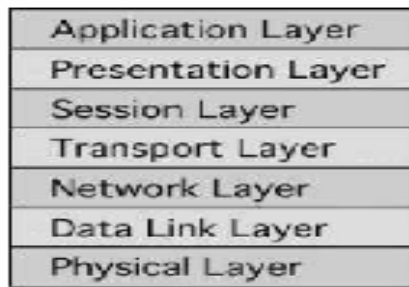 Application Layer
Presentation Layer
Session Layer
Transport Layer
Network Layer
Data Link Layer
Physical Layer